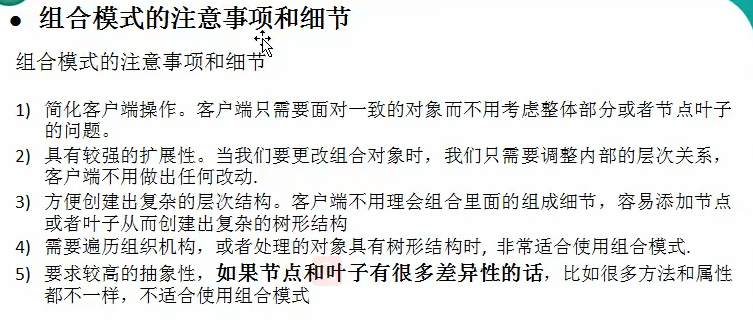 ● 组合模式的注意事项和细节
组合模式的注意事项和细节
1) 简化客户端操作。客户端只需要面对一致的对象而不用考虑整体部分或者节点叶子
的问题。
2) 具有较强的扩展性。当我们要更改组合对象时，我们只需要调整内部的层次关系，
客户端不用做出任何改动.
3) 方便创建出复杂的层次结构。客户端不用理会组合里面的组成细节，容易添加节点
或者叶子从而创建出复杂的树形结构
4) 需要遍历组织机构，或者处理的对象具有树形结构时, 非常适合使用组合模式.
5) 要求较高的抽象性，如果节点和叶子有很多差异性的话，比如很多方法和属性
都不一样，不适合使用组合模式